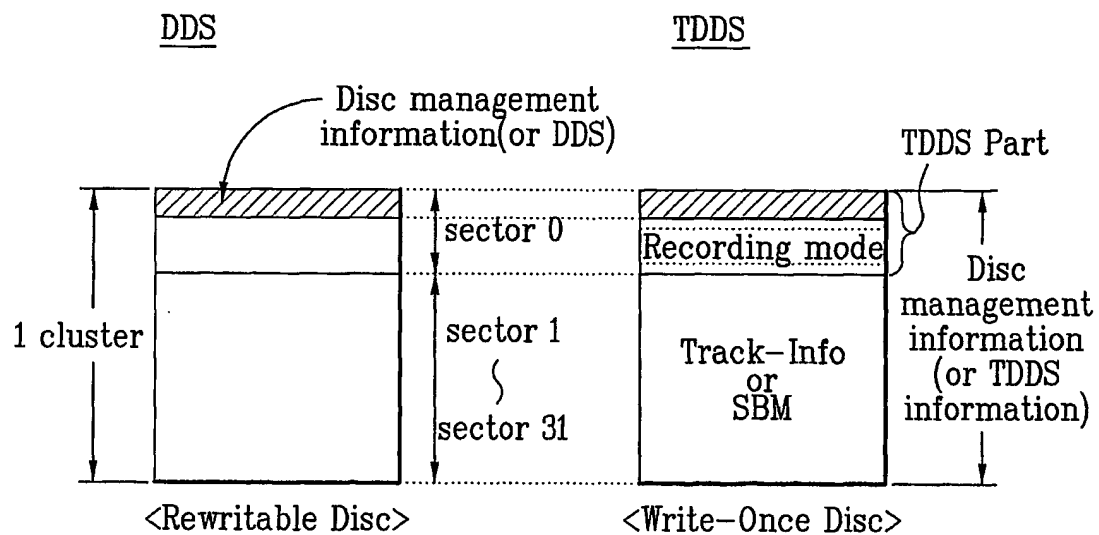 DDS
TDDS
Disc management
information(or DDS)
TDDS Part
sector 0
Recording mode
1 cluster
sector 1
sector 31
Track-Info
or
SBM
Disc
management
information
(or TDDS
information)
<Rewritable Disc>
<Write-Once Disc>